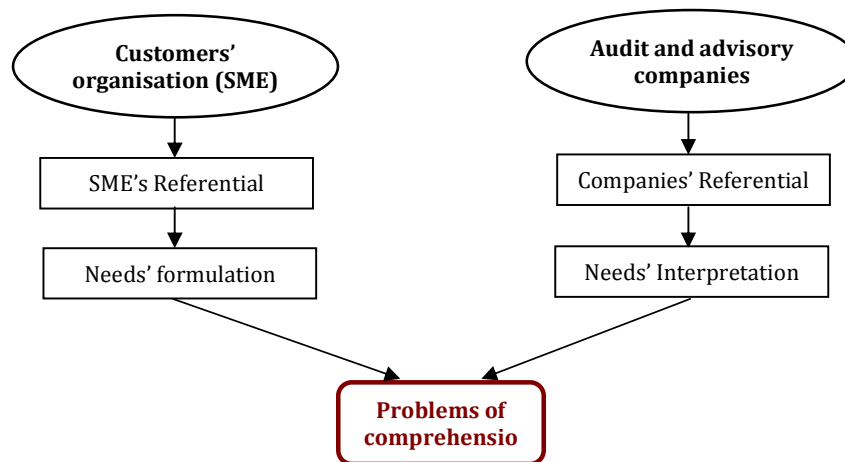 Customers’
organisation (SME)
Audit and advisory
companies
SME’s Referential
Companies’ Referential
Needs’ formulation
Needs’ Interpretation
Problems of
comprehensio